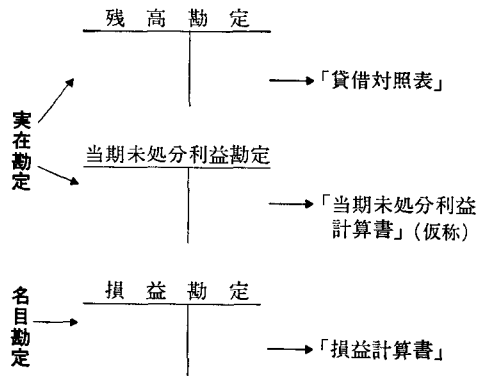 残高勘定
「貸借対照表」
実在勘定
当期未処分利益勘定
「当期未処分利益
計算書」(仮称)
名目勘定
損益勘定
「損益計算書」